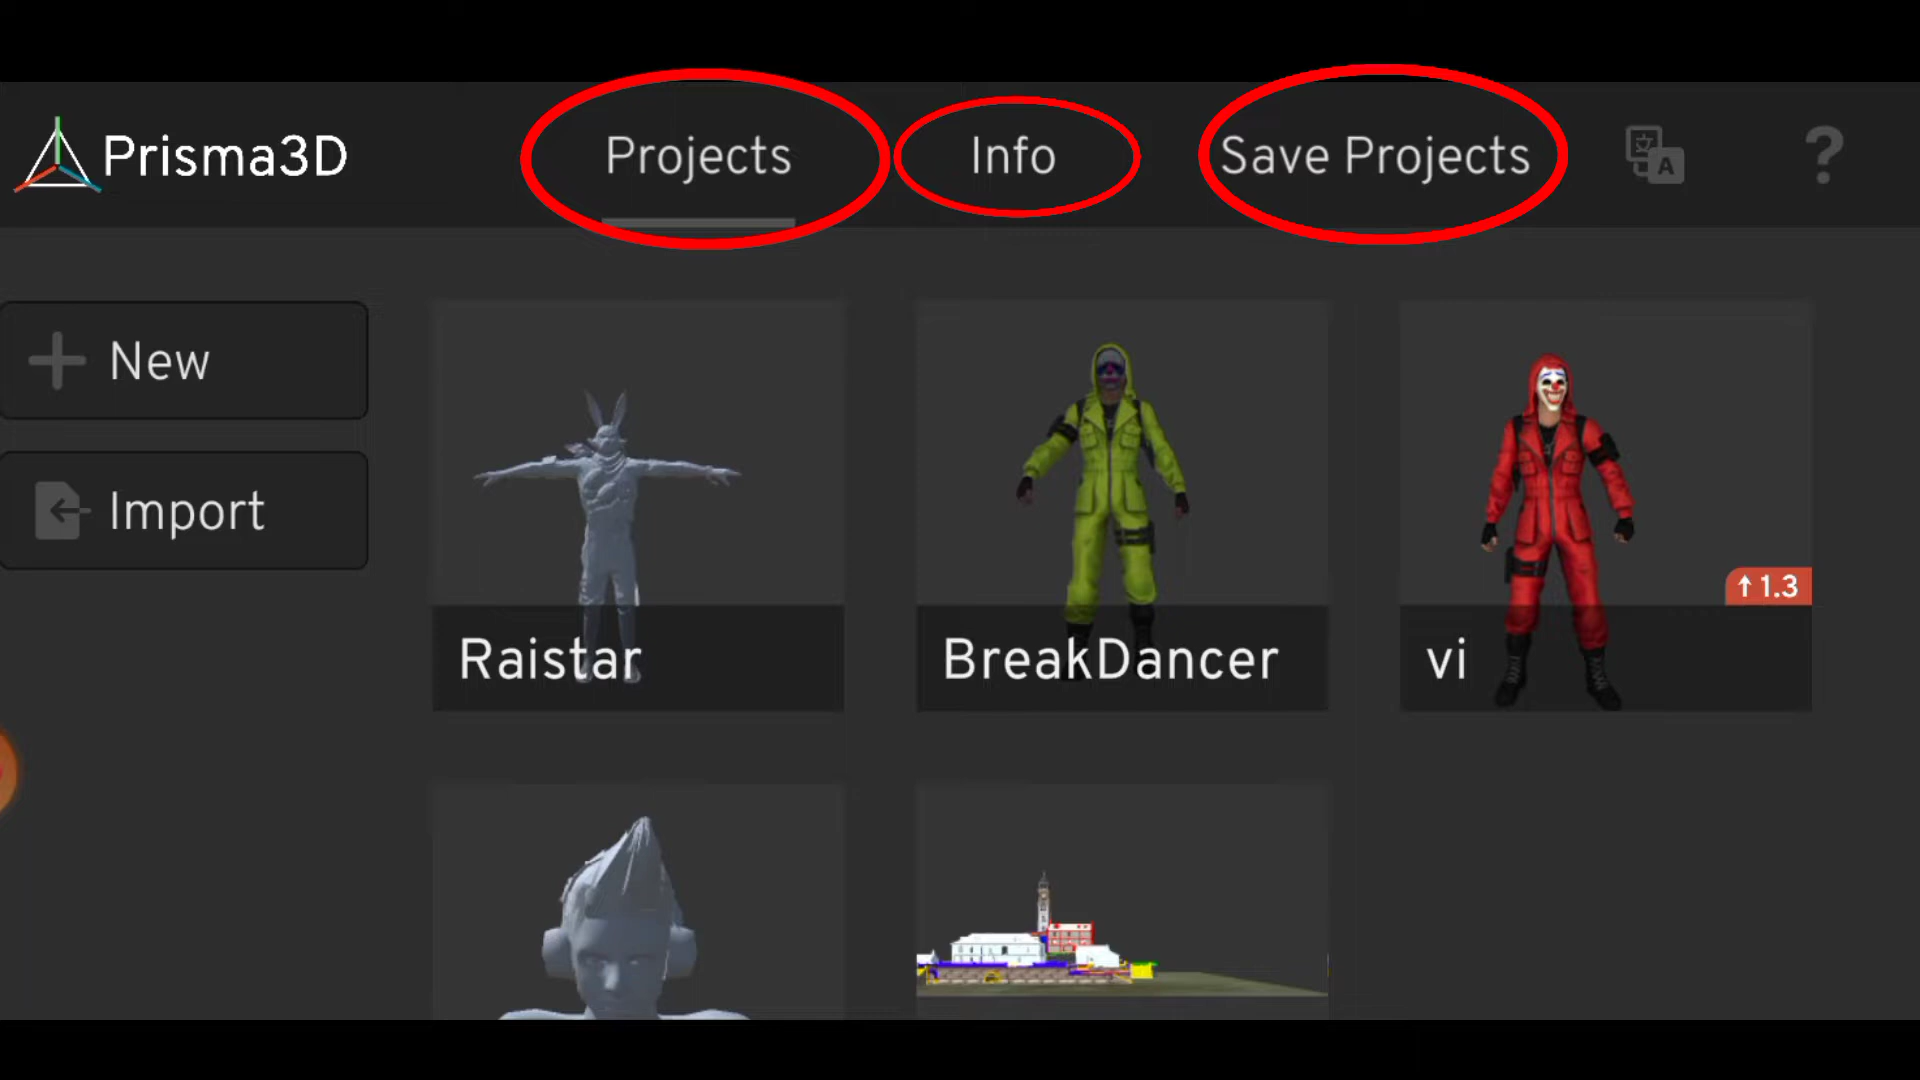 Prisma3D
Projects
Info
Save Projects
A
?
New
Import
Raistar
BreakDancer
vi
↑1.3